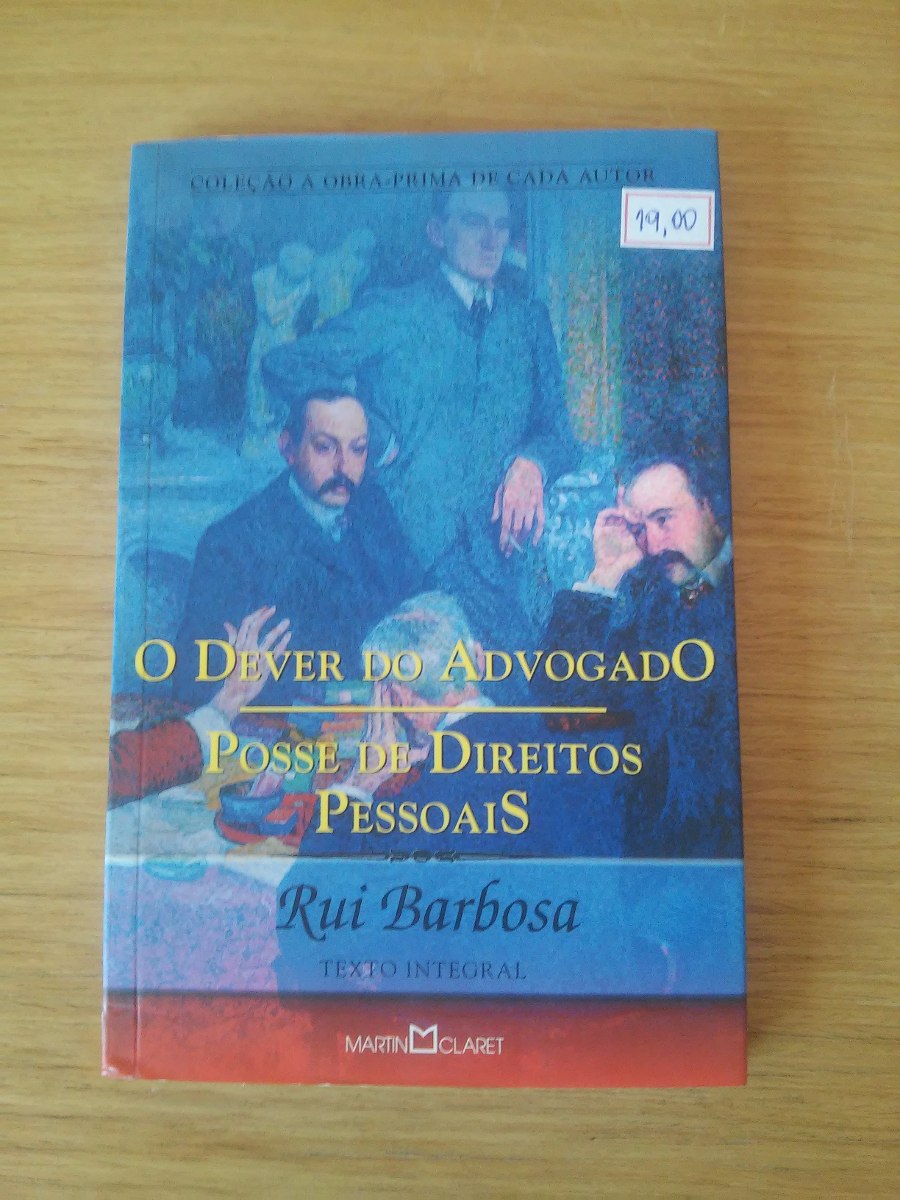 COLEÇÃO A OBRA-PRIMA DE CADA AUTOR
19,00
O DEVER DO ADVOGADO
POSSE DE DIREITOS
PESSOAIS
Rui Barbosa
TEXTO INTEGRAL
MARTIN CLARET